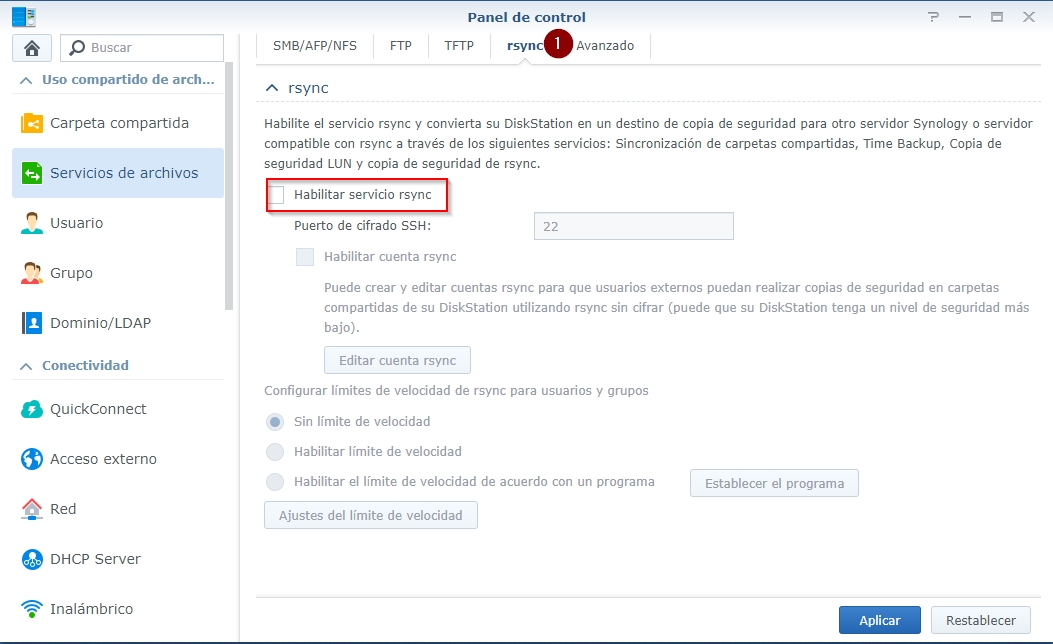 Panel de control
Buscar
SMB/AFP/NFS FTP TFTP rsync 1 Avanzado
Uso compartido de arch...
Carpeta compartida
Servicios de archivos
Usuario
Grupo
Dominio/LDAP
Conectividad
QuickConnect
Acceso externo
Red
DHCP Server
Inalámbrico
rsync
Habilite el servicio rsync y convierta su DiskStation en un destino de copia de seguridad para otro servidor Synology o servidor
compatible con rsync a través de los siguientes servicios: Sincronización de carpetas compartidas, Time Backup, Copia de
seguridad LUN y copia de seguridad de rsync.
Habilitar servicio rsync
Puerto de cifrado SSH: 22
Habilitar cuenta rsync
Puede crear y editar cuentas rsync para que usuarios externos puedan realizar copias de seguridad en carpetas
compartidas de su DiskStation utilizando rsync sin cifrar (puede que su DiskStation tenga un nivel de seguridad más
bajo).
Editar cuenta rsync
Configurar límites de velocidad de rsync para usuarios y grupos
Sin límite de velocidad
Habilitar límite de velocidad
Habilitar el límite de velocidad de acuerdo con un programa Establecer el programa
Ajustes del límite de velocidad
Aplicar Restablecer